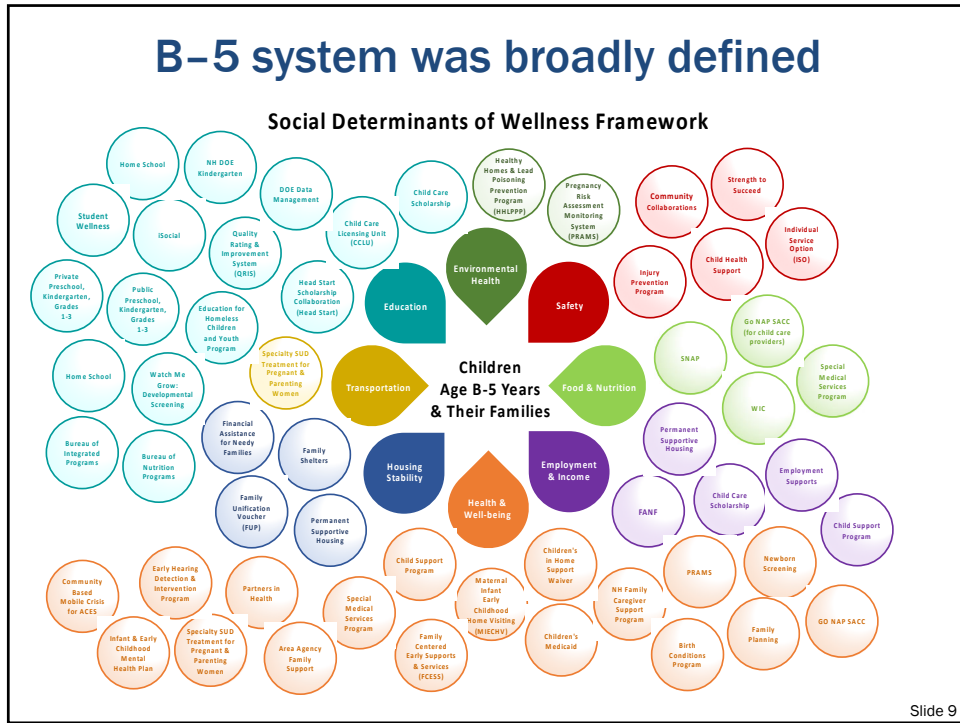 B–5 system was broadly defined
Social Determinants of Wellness Framework
Home School
NH DOE
Kindergarten
DOE Data
Management
Child Care
Scholarship
Healthy
Homes & Lead
Poisoning
Prevention
Program
(HHLPPP)
Pregnancy
Risk
Assessment
Monitoring
System
(PRAMS)
Community
Collaborations
Strength to
Succeed
Student
Wellness
iSocial
Quality
Rating &
Improvement
System
(QRIS)
Child Care
Licensing Unit
(CCLU)
Injury
Prevention
Program
Child Health
Support
Individual
Service
Option
(ISO)
Private
Preschool,
Kindergarten,
Grades
1-3
Public
Preschool,
Kindergarten,
Grades
1-3
Education for
Homeless
Children
and Youth
Program
Head Start
Scholarship
Collaboration
(Head Start)
Education
Environmental
Health
Safety
Go NAP SACC
(for child care
providers)
SNAP
Special
Medical
Services
Program
WIC
Home School
Watch Me
Grow:
Developmental
Screening
Specialty SUD
Treatment for
Pregnant &
Parenting
Women
Transportation
Children
Age B-5 Years
& Their Families
Food & Nutrition
Bureau of
Integrated
Programs
Bureau of
Nutrition
Programs
Financial
Assistance
for Needy
Families
Family
Shelters
Family
Unification
Voucher
(FUP)
Permanent
Supportive
Housing
Housing
Stability
Health &
Well-being
Employment
& Income
Permanent
Supportive
Housing
FANF
Child Care
Scholarship
Employment
Supports
Child Support
Program
Community
Based
Mobile Crisis
for ACES
Early Hearing
Detection &
Intervention
Program
Partners in
Health
Special
Medical
Services
Program
Child Support
Program
Maternal
Infant
Early
Childhood
Home Visiting
(MIECHV)
Children's
in Home
Support
Waiver
NH Family
Caregiver
Support
Program
PRAMS
Newborn
Screening
Infant & Early
Childhood
Mental
Health Plan
Specialty SUD
Treatment for
Pregnant &
Parenting
Women
Area Agency
Family
Support
Family
Centered
Early Supports
& Services
(FCESS)
Children's
Medicaid
Birth
Conditions
Program
Family
Planning
GO NAP SACC
Slide 9